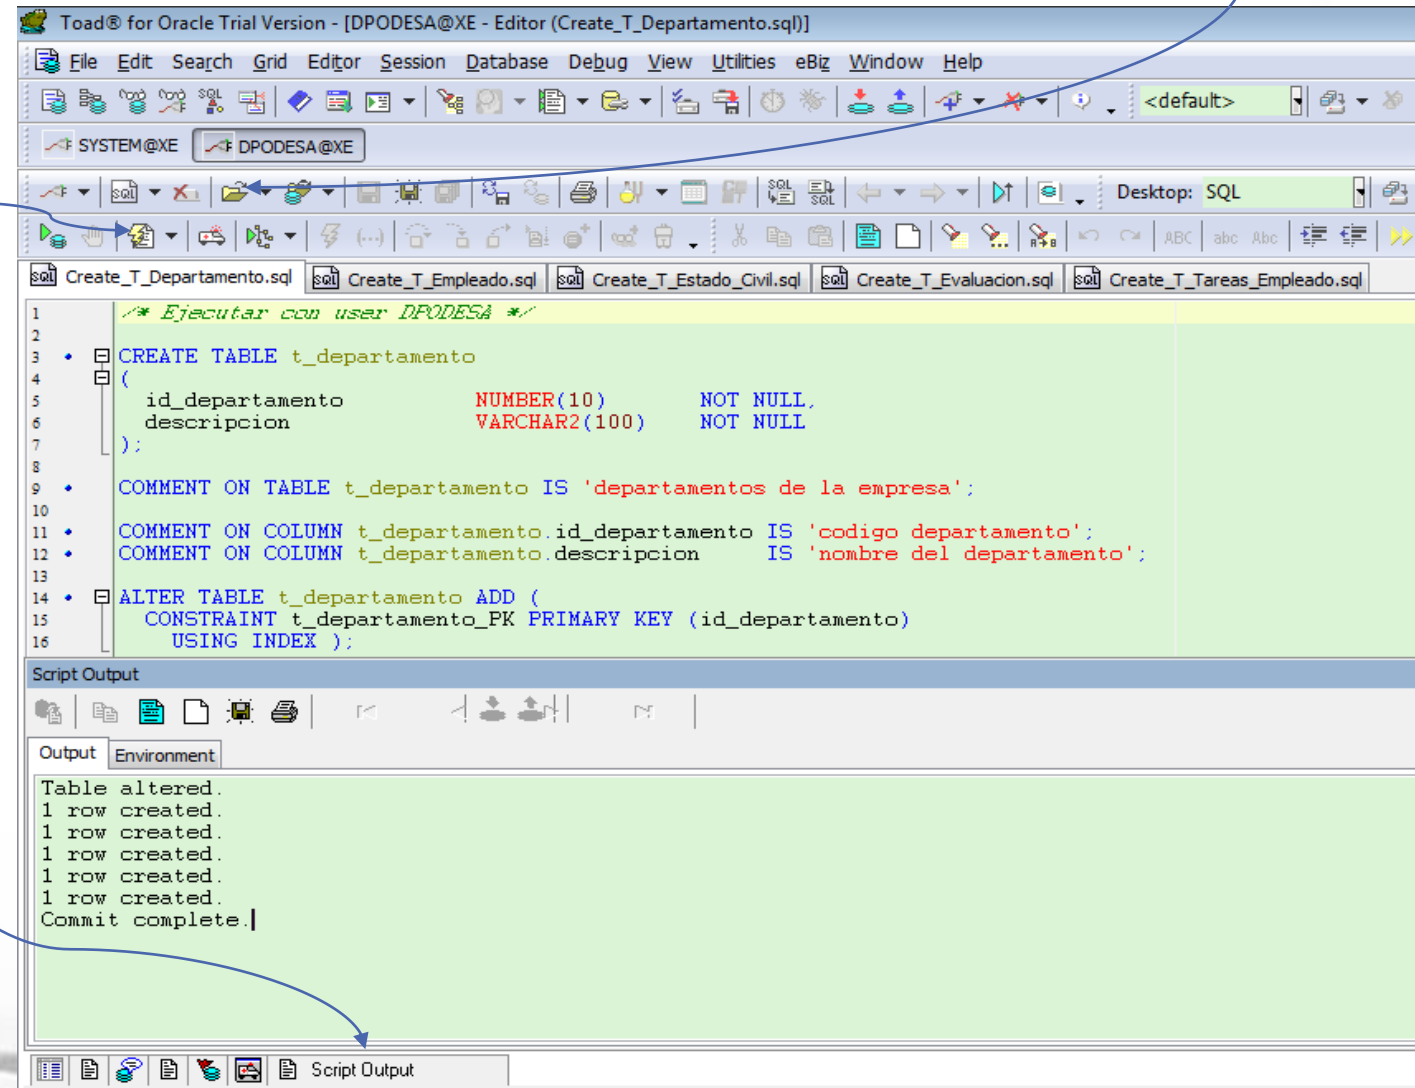 Toad® for Oracle Trial Version - [DPODESA@XE - Editor (Create_T_Departamento.sql)]
File Edit Search Grid Editor Session Database Debug View Utilities eBiz Window Help
<default>
SYSTEM@XE DPODESA@XE
Desktop: SQL
Create_T_Departamento.sql Create_T_Empleado.sql Create_T_Estado_Civil.sql Create_T_Evaluacion.sql Create_T_Tareas_Empleado.sql
1 /* Ejecutar con user DPODESA */
2
3 CREATE TABLE t_departamento
4 (
5 id_departamento NUMBER(10) NOT NULL,
6 descripcion VARCHAR2(100) NOT NULL
7 );
8
9 COMMENT ON TABLE t_departamento IS 'departamentos de la empresa';
10
11 COMMENT ON COLUMN t_departamento.id_departamento IS 'codigo departamento';
12 COMMENT ON COLUMN t_departamento.descripcion IS 'nombre del departamento';
13
14 ALTER TABLE t_departamento ADD (
15 CONSTRAINT t_departamento_PK PRIMARY KEY (id_departamento)
16 USING INDEX );
Script Output
Output Environment
Table altered.
1 row created.
1 row created.
1 row created.
1 row created.
1 row created.
Commit complete.
Script Output